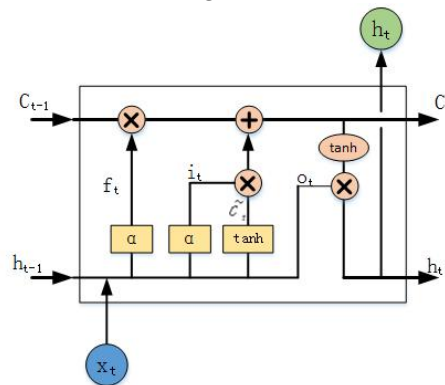 h_t
C_{t-1}
C
tanh
i_t
o_t
f_t
c̃_t
α
α
tanh
h_{t-1}
h_t
x_t